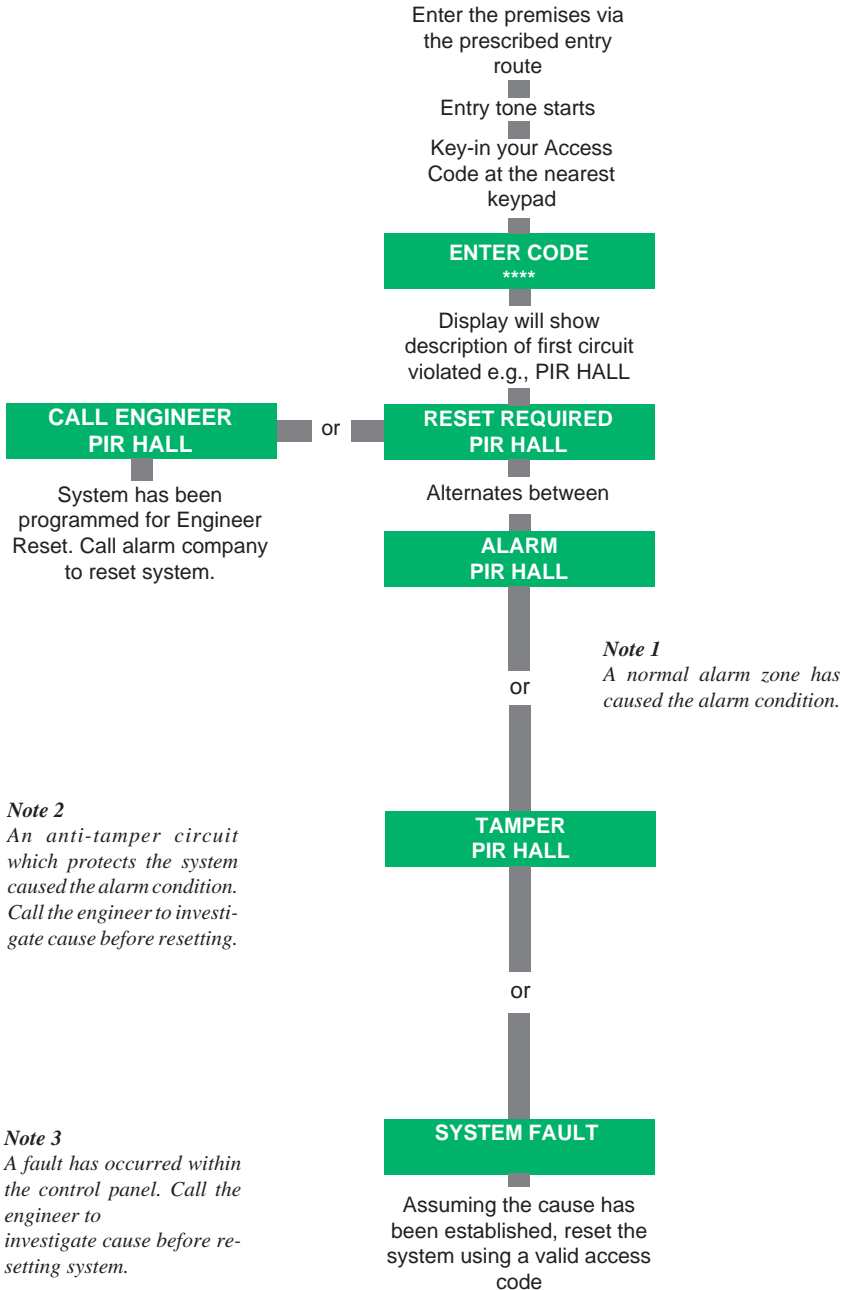 Enter the premises via
the prescribed entry
route
Entry tone starts
Key-in your Access
Code at the nearest
keypad
ENTER CODE
****
Display will show
description of first circuit
violated e.g., PIR HALL
CALL ENGINEER
PIR HALL
or
RESET REQUIRED
PIR HALL
System has been
programmed for Engineer
Reset. Call alarm company
to reset system.
Alternates between
ALARM
PIR HALL
Note 1
A normal alarm zone has
caused the alarm condition.
or
Note 2
An anti-tamper circuit
which protects the system
caused the alarm condition.
Call the engineer to investi-
gate cause before resetting.
TAMPER
PIR HALL
or
Note 3
A fault has occurred within
the control panel. Call the
engineer to
investigate cause before re-
setting system.
SYSTEM FAULT
Assuming the cause has
been established, reset the
system using a valid access
code